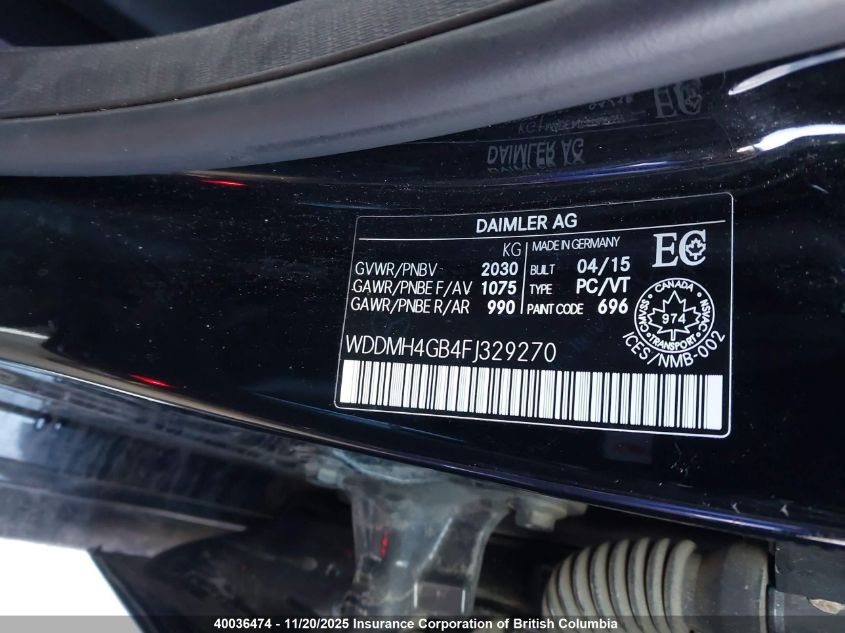 DAIMLER AG
KG MADE IN GERMANY
GVWR/PNBV 2030 BUILT 04/15
GAWR/PNBE F/AV 1075 TYPE PC/VT
GAWR/PNBE R/AR 990 PAINT CODE 696
EC
CANADA
CMVSS 974 NSVAC
TRANSPORT
ICES/NMB-002
WDDMH4GB4FJ329270
40036474 - 11/20/2025 Insurance Corporation of British Columbia